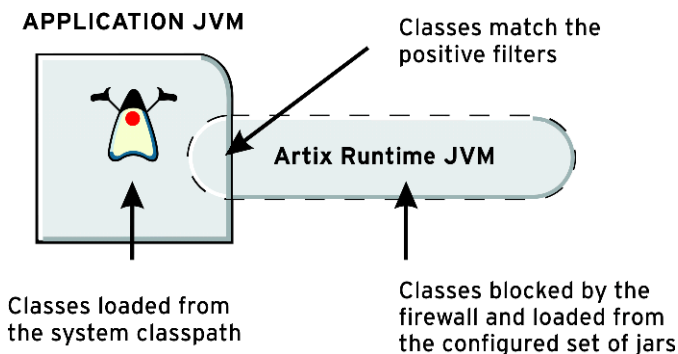 APPLICATION JVM
Classes match the
positive filters
Artix Runtime JVM
Classes loaded from
the system classpath
Classes blocked by the
firewall and loaded from
the configured set of jars